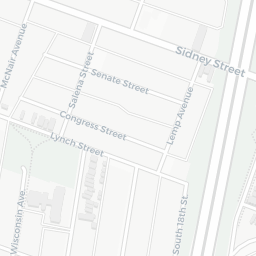 McNair Avenue
Salena Street
Sidney Street
Senate Street
Lemp Avenue
Congress Street
Lynch Street
Wisconsin Ave
South 18th St.